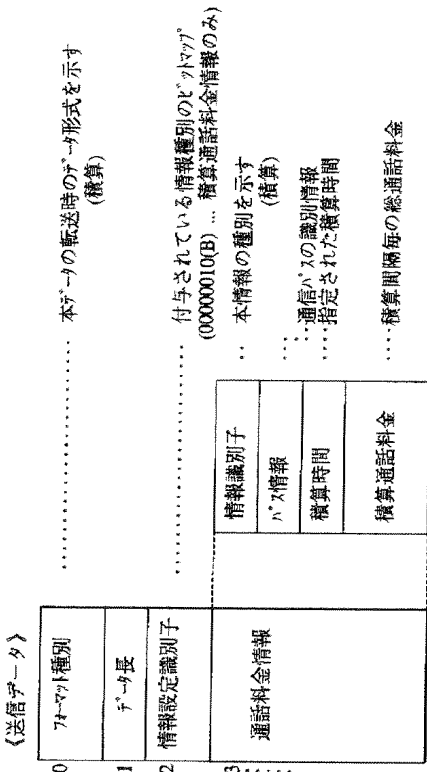 《送信データ》
0 フォーマット種別 ........................ 本データの転送時のデータ形式を示す
(積算)
1 データ長
2 情報設定識別子 ........................ 付与されている情報種別のビットマップ
(00000010(B) ... 積算通話料金情報のみ)
3 通話料金情報
情報識別子 .. 本情報の種別を示す
(積算)
パス情報 ... 通信パスの識別情報
積算時間 .... 指定された積算時間
積算通話料金 .... 積算間隔毎の総通話料金